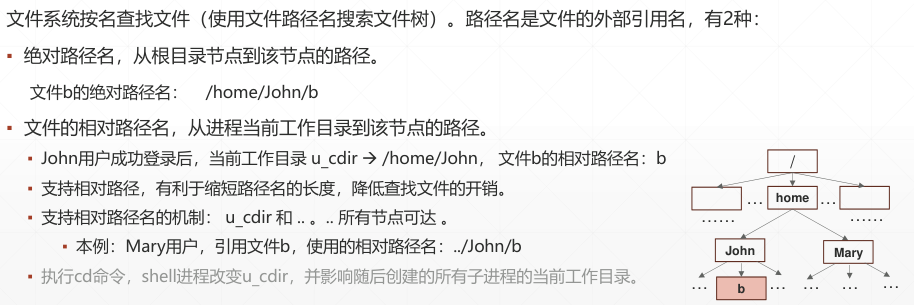 文件系统按名查找文件（使用文件路径名搜索文件树）。路径名是文件的外部引用名，有2种：
▪ 绝对路径名，从根目录节点到该节点的路径。
文件b的绝对路径名： /home/John/b
▪ 文件的相对路径名，从进程当前工作目录到该节点的路径。
▪ John用户成功登录后，当前工作目录 u_cdir → /home/John， 文件b的相对路径名：b
▪ 支持相对路径，有利于缩短路径名的长度，降低查找文件的开销。
▪ 支持相对路径名的机制： u_cdir 和 .. 。.. 所有节点可达 。
▪ 本例：Mary用户，引用文件b，使用的相对路径名：../John/b
▪ 执行cd命令，shell进程改变u_cdir，并影响随后创建的所有子进程的当前工作目录。
/
... home ...
...... ......
John Mary
... b ... ... ... ...